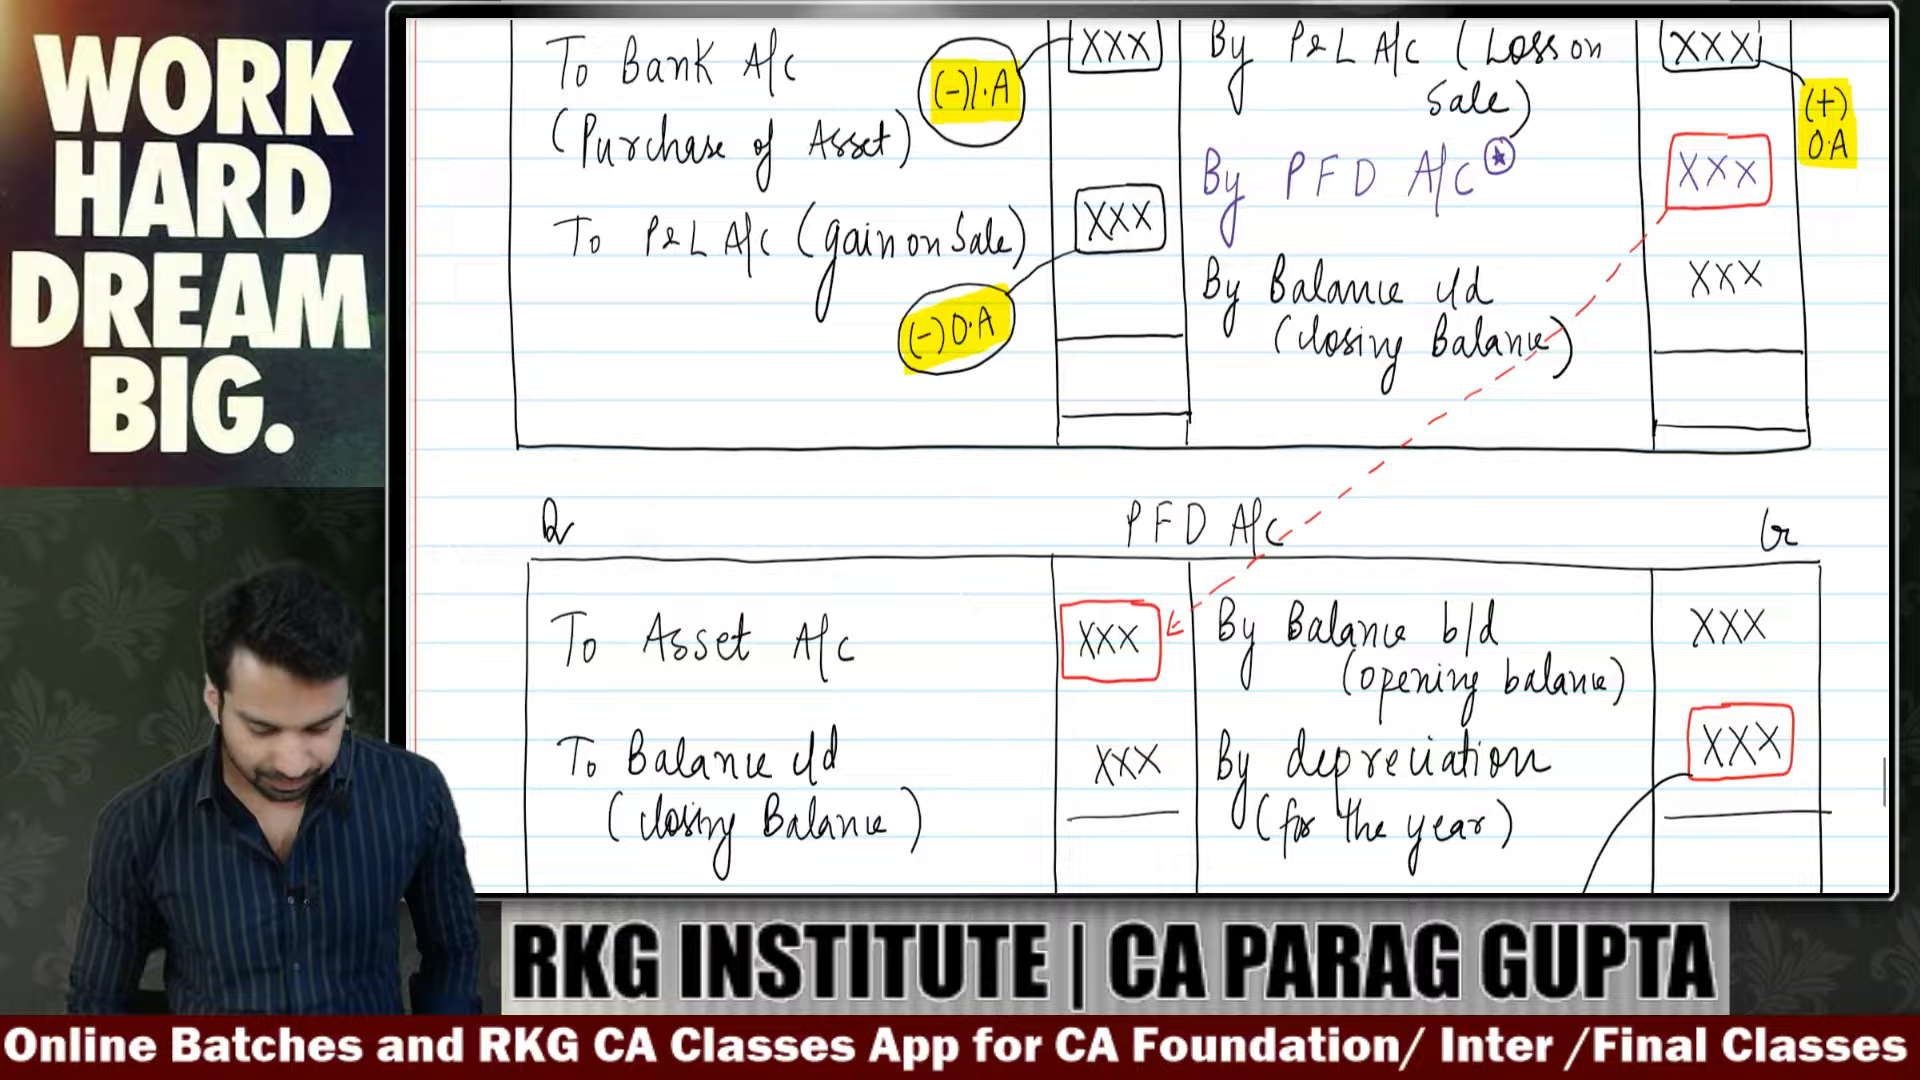 WORK
HARD
DREAM
BIG.
To Bank A/c
(Purchase of Asset)
XXX
(-) I.A
To P&L A/c (gain on Sale)
XXX
(-) O.A
By P&L A/c (Loss on
Sale)
XXX
(+)
O.A
By PFD A/c
XXX
By Balance c/d
(closing Balance)
XXX
Dr
PFD A/c
Cr
To Asset A/c
XXX
By Balance b/d
(opening balance)
XXX
To Balance c/d
(closing Balance)
XXX
By depreciation
(for the year)
XXX
RKG INSTITUTE | CA PARAG GUPTA
Online Batches and RKG CA Classes App for CA Foundation/ Inter /Final Classes